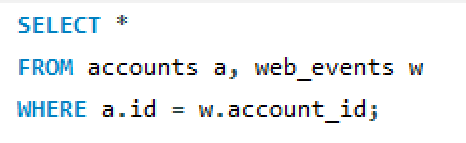 SELECT *
FROM accounts a, web_events w
WHERE a.id = w.account_id;